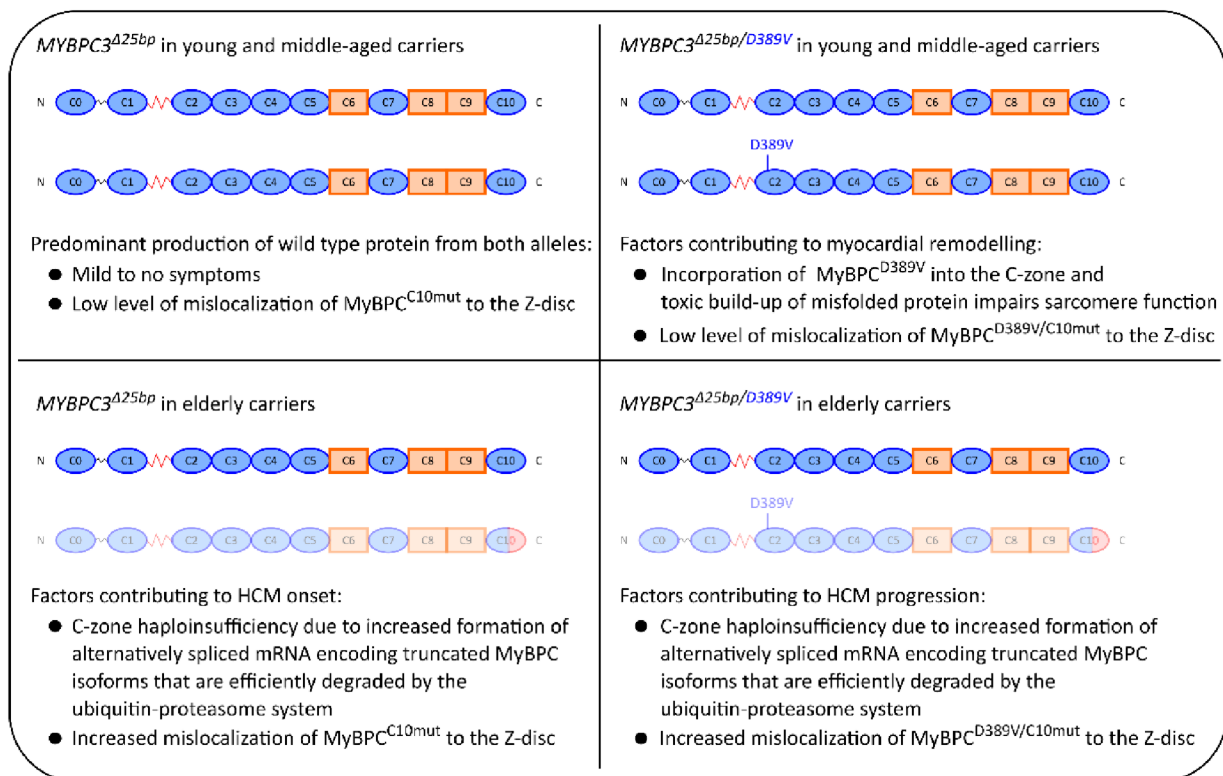 MYBPC3Δ25bp in young and middle-aged carriers
N C0 C1 C2 C3 C4 C5 C6 C7 C8 C9 C10 C
N C0 C1 C2 C3 C4 C5 C6 C7 C8 C9 C10 C
Predominant production of wild type protein from both alleles:
● Mild to no symptoms
● Low level of mislocalization of MyBPCC10mut to the Z-disc
MYBPC3Δ25bp/D389V in young and middle-aged carriers
N C0 C1 C2 C3 C4 C5 C6 C7 C8 C9 C10 C
D389V
N C0 C1 C2 C3 C4 C5 C6 C7 C8 C9 C10 C
Factors contributing to myocardial remodelling:
● Incorporation of MyBPCD389V into the C-zone and
toxic build-up of misfolded protein impairs sarcomere function
● Low level of mislocalization of MyBPCD389V/C10mut to the Z-disc
MYBPC3Δ25bp in elderly carriers
N C0 C1 C2 C3 C4 C5 C6 C7 C8 C9 C10 C
N C0 C1 C2 C3 C4 C5 C6 C7 C8 C9 C10 C
Factors contributing to HCM onset:
● C-zone haploinsufficiency due to increased formation of
alternatively spliced mRNA encoding truncated MyBPC
isoforms that are efficiently degraded by the
ubiquitin-proteasome system
● Increased mislocalization of MyBPCC10mut to the Z-disc
MYBPC3Δ25bp/D389V in elderly carriers
N C0 C1 C2 C3 C4 C5 C6 C7 C8 C9 C10 C
D389V
N C0 C1 C2 C3 C4 C5 C6 C7 C8 C9 C10 C
Factors contributing to HCM progression:
● C-zone haploinsufficiency due to increased formation of
alternatively spliced mRNA encoding truncated MyBPC
isoforms that are efficiently degraded by the
ubiquitin-proteasome system
● Increased mislocalization of MyBPCD389V/C10mut to the Z-disc